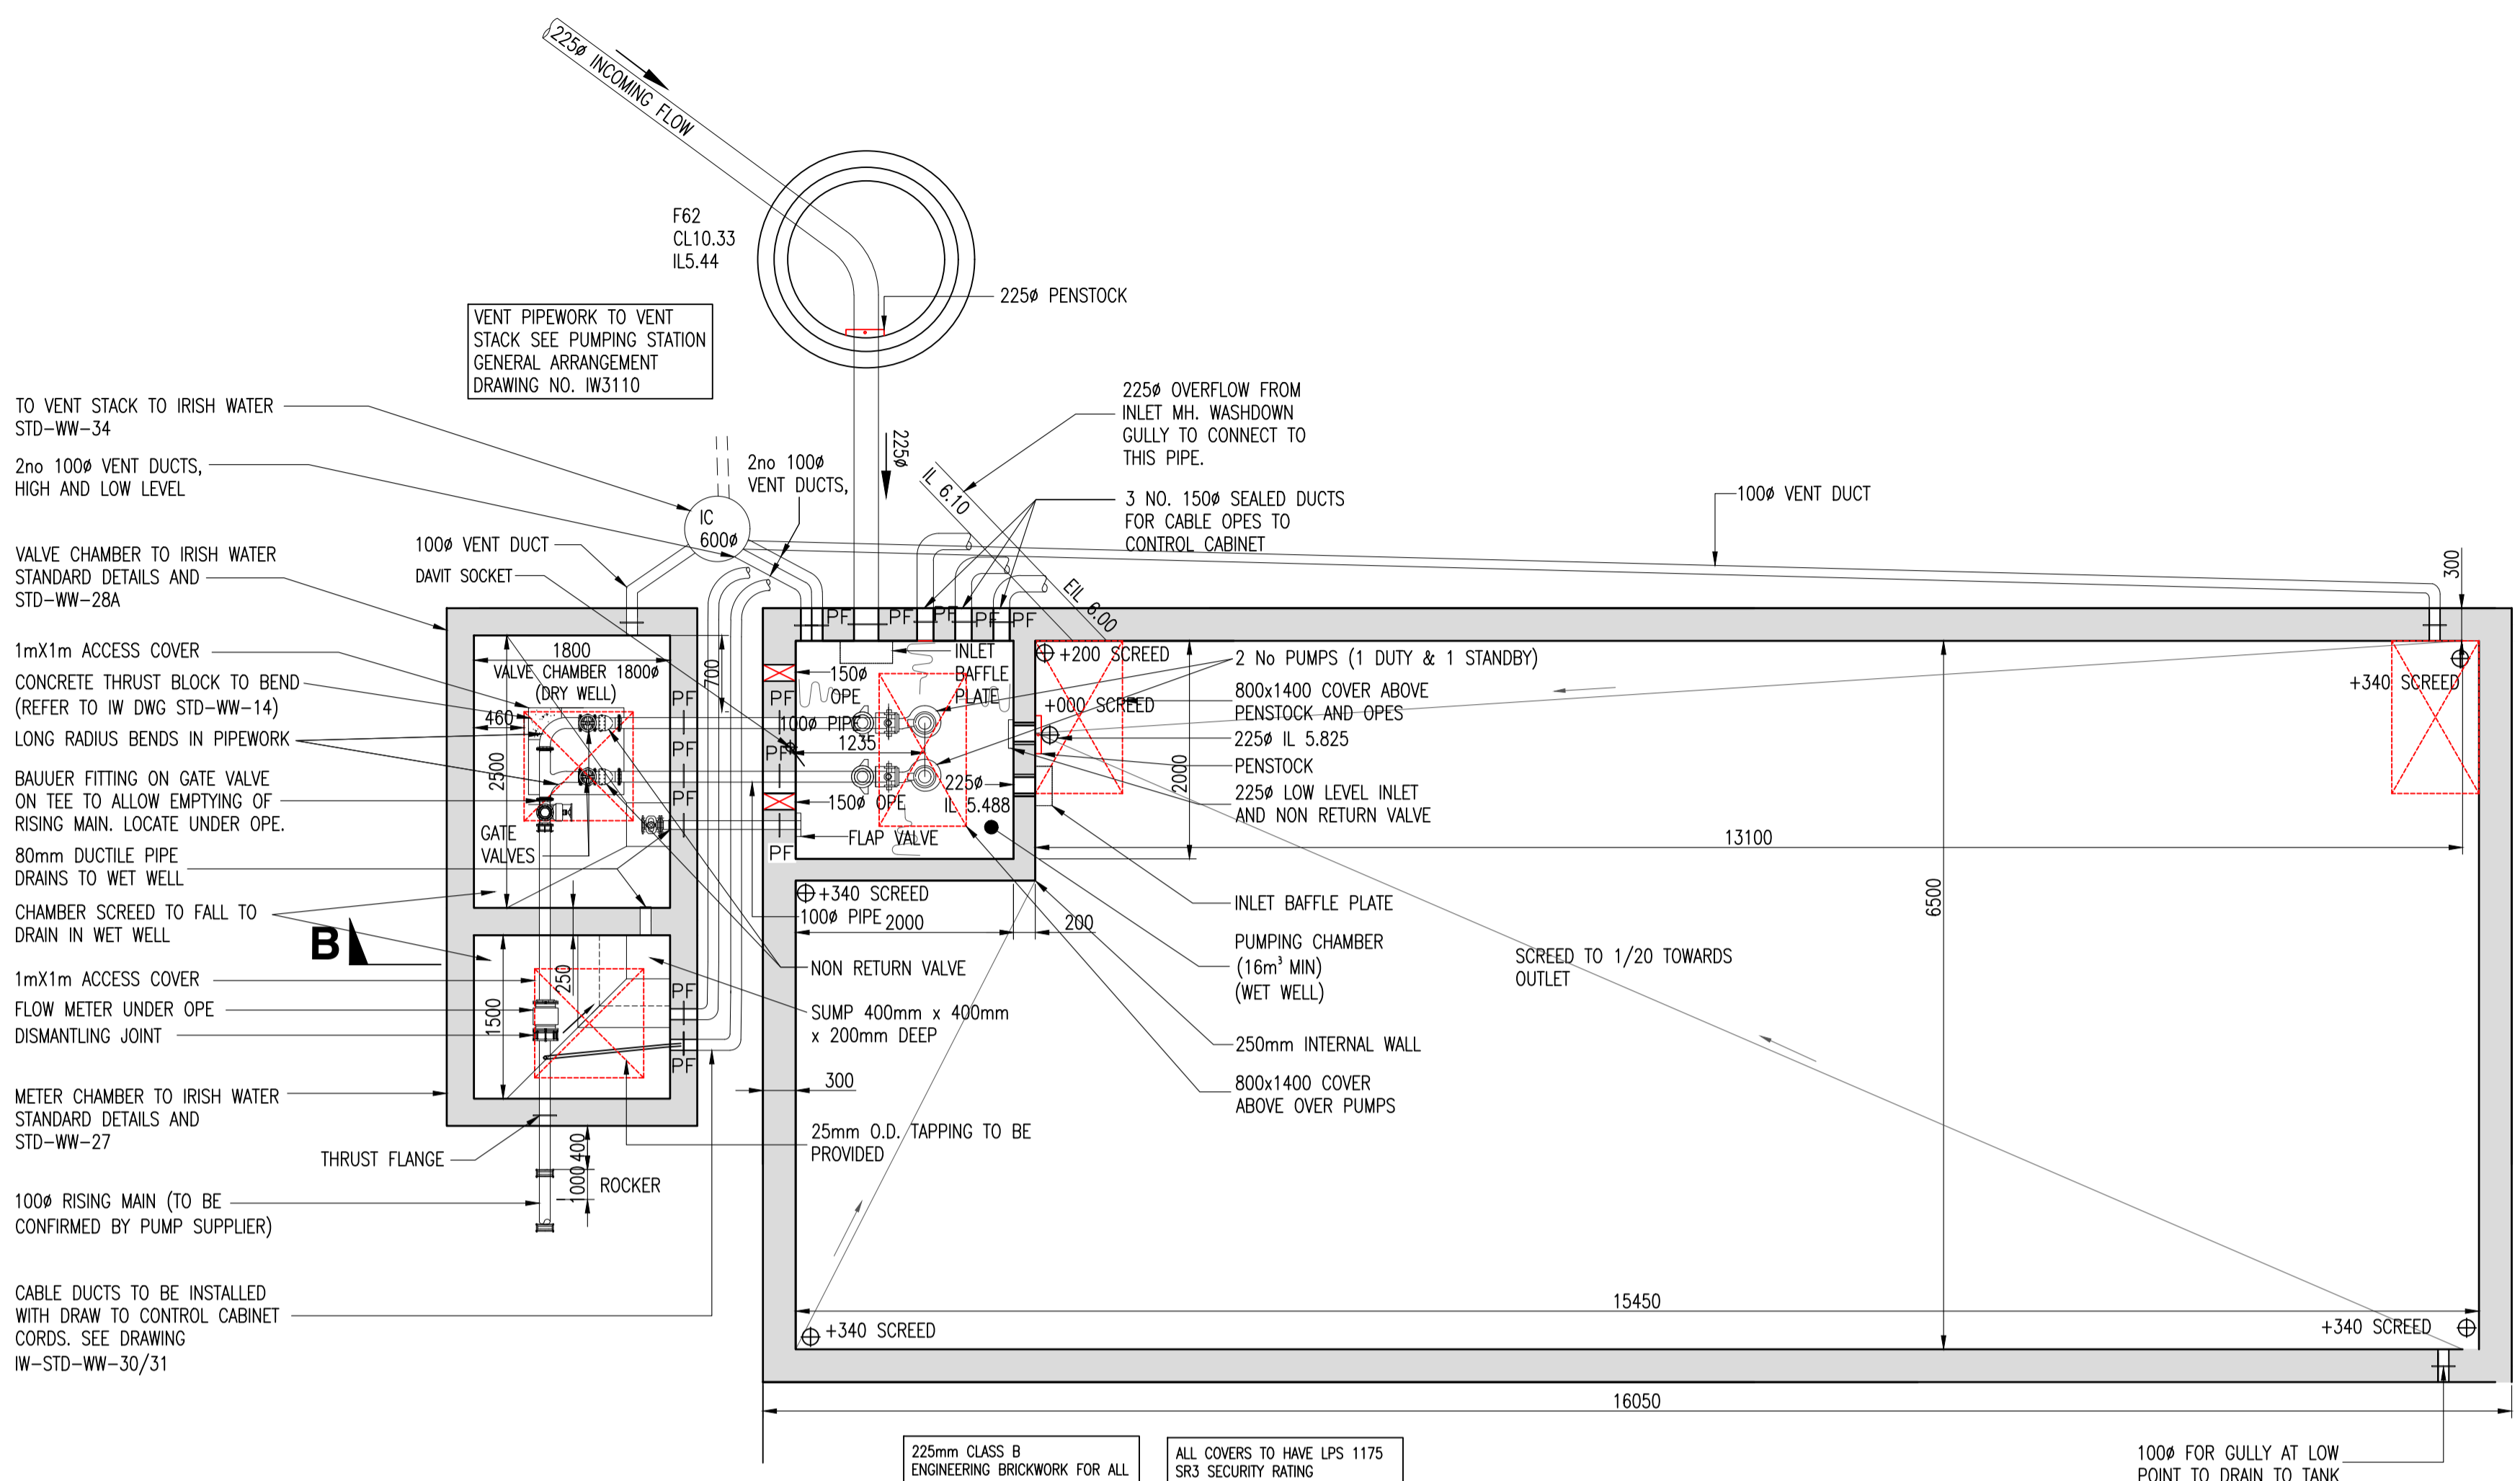 225ø INCOMING FLOW
F62
CL10.33
IL5.44
225ø PENSTOCK
VENT PIPEWORK TO VENT
STACK SEE PUMPING STATION
GENERAL ARRANGEMENT
DRAWING NO. IW3110
TO VENT STACK TO IRISH WATER
STD-WW-34
2no 100ø VENT DUCTS,
HIGH AND LOW LEVEL
VALVE CHAMBER TO IRISH WATER
STANDARD DETAILS AND
STD-WW-28A
1mX1m ACCESS COVER
CONCRETE THRUST BLOCK TO BEND
(REFER TO IW DWG STD-WW-14)
LONG RADIUS BENDS IN PIPEWORK
BAUUER FITTING ON GATE VALVE
ON TEE TO ALLOW EMPTYING OF
RISING MAIN. LOCATE UNDER OPE.
80mm DUCTILE PIPE
DRAINS TO WET WELL
CHAMBER SCREED TO FALL TO
DRAIN IN WET WELL
B
1mX1m ACCESS COVER
FLOW METER UNDER OPE
DISMANTLING JOINT
METER CHAMBER TO IRISH WATER
STANDARD DETAILS AND
STD-WW-27
THRUST FLANGE
100ø RISING MAIN (TO BE
CONFIRMED BY PUMP SUPPLIER)
CABLE DUCTS TO BE INSTALLED
WITH DRAW TO CONTROL CABINET
CORDS. SEE DRAWING
IW-STD-WW-30/31
2no 100ø
VENT DUCTS,
225ø
IC
600ø
100ø VENT DUCT
DAVIT SOCKET
1800
VALVE CHAMBER 1800ø
(DRY WELL)
700
460
2500
GATE
VALVES
250
1500
400
1000
ROCKER
PF
PF
PF
PF
PF
PF
PF
PF
PF
PF
PF
PF
PF
PF
225ø OVERFLOW FROM
INLET MH. WASHDOWN
GULLY TO CONNECT TO
THIS PIPE.
IL 6.10
EIL 6.00
3 NO. 150ø SEALED DUCTS
FOR CABLE OPES TO
CONTROL CABINET
100ø VENT DUCT
300
INLET
BAFFLE
PLATE
150ø
OPE
100ø PIPE
1235
150ø OPE
225ø
IL 5.488
FLAP VALVE
+200 SCREED
+000 SCREED
2 No PUMPS (1 DUTY & 1 STANDBY)
800x1400 COVER ABOVE
PENSTOCK AND OPES
225ø IL 5.825
PENSTOCK
225ø LOW LEVEL INLET
AND NON RETURN VALVE
2000
+340 SCREED
13100
6500
+340 SCREED
100ø PIPE
2000
200
INLET BAFFLE PLATE
PUMPING CHAMBER
(16m³ MIN)
(WET WELL)
NON RETURN VALVE
SUMP 400mm x 400mm
x 200mm DEEP
250mm INTERNAL WALL
300
800x1400 COVER
ABOVE OVER PUMPS
25mm O.D. TAPPING TO BE
PROVIDED
SCREED TO 1/20 TOWARDS
OUTLET
15450
+340 SCREED
+340 SCREED
16050
225mm CLASS B
ENGINEERING BRICKWORK FOR ALL
ALL COVERS TO HAVE LPS 1175
SR3 SECURITY RATING
100ø FOR GULLY AT LOW
POINT TO DRAIN TO TANK